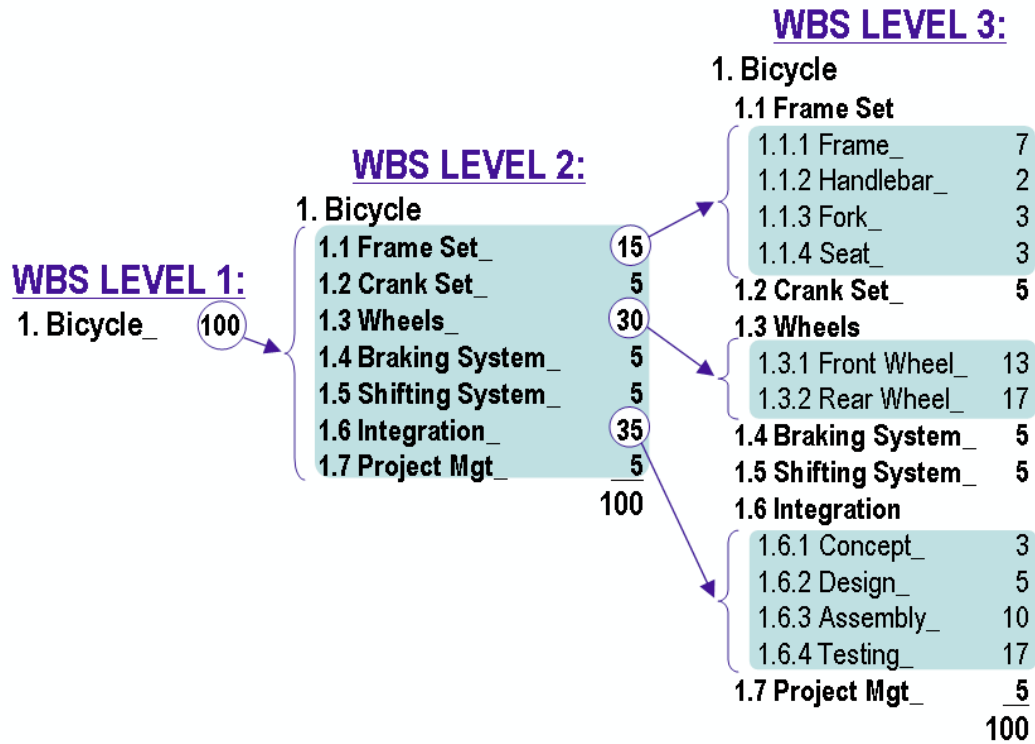 WBS LEVEL 1:
1. Bicycle_ 100
WBS LEVEL 2:
1. Bicycle
1.1 Frame Set_ 15
1.2 Crank Set_ 5
1.3 Wheels_ 30
1.4 Braking System_ 5
1.5 Shifting System_ 5
1.6 Integration_ 35
1.7 Project Mgt_ 5
100
WBS LEVEL 3:
1. Bicycle
1.1 Frame Set
1.1.1 Frame_ 7
1.1.2 Handlebar_ 2
1.1.3 Fork_ 3
1.1.4 Seat_ 3
1.2 Crank Set_ 5
1.3 Wheels
1.3.1 Front Wheel_ 13
1.3.2 Rear Wheel_ 17
1.4 Braking System_ 5
1.5 Shifting System_ 5
1.6 Integration
1.6.1 Concept_ 3
1.6.2 Design_ 5
1.6.3 Assembly_ 10
1.6.4 Testing_ 17
1.7 Project Mgt_ 5
100